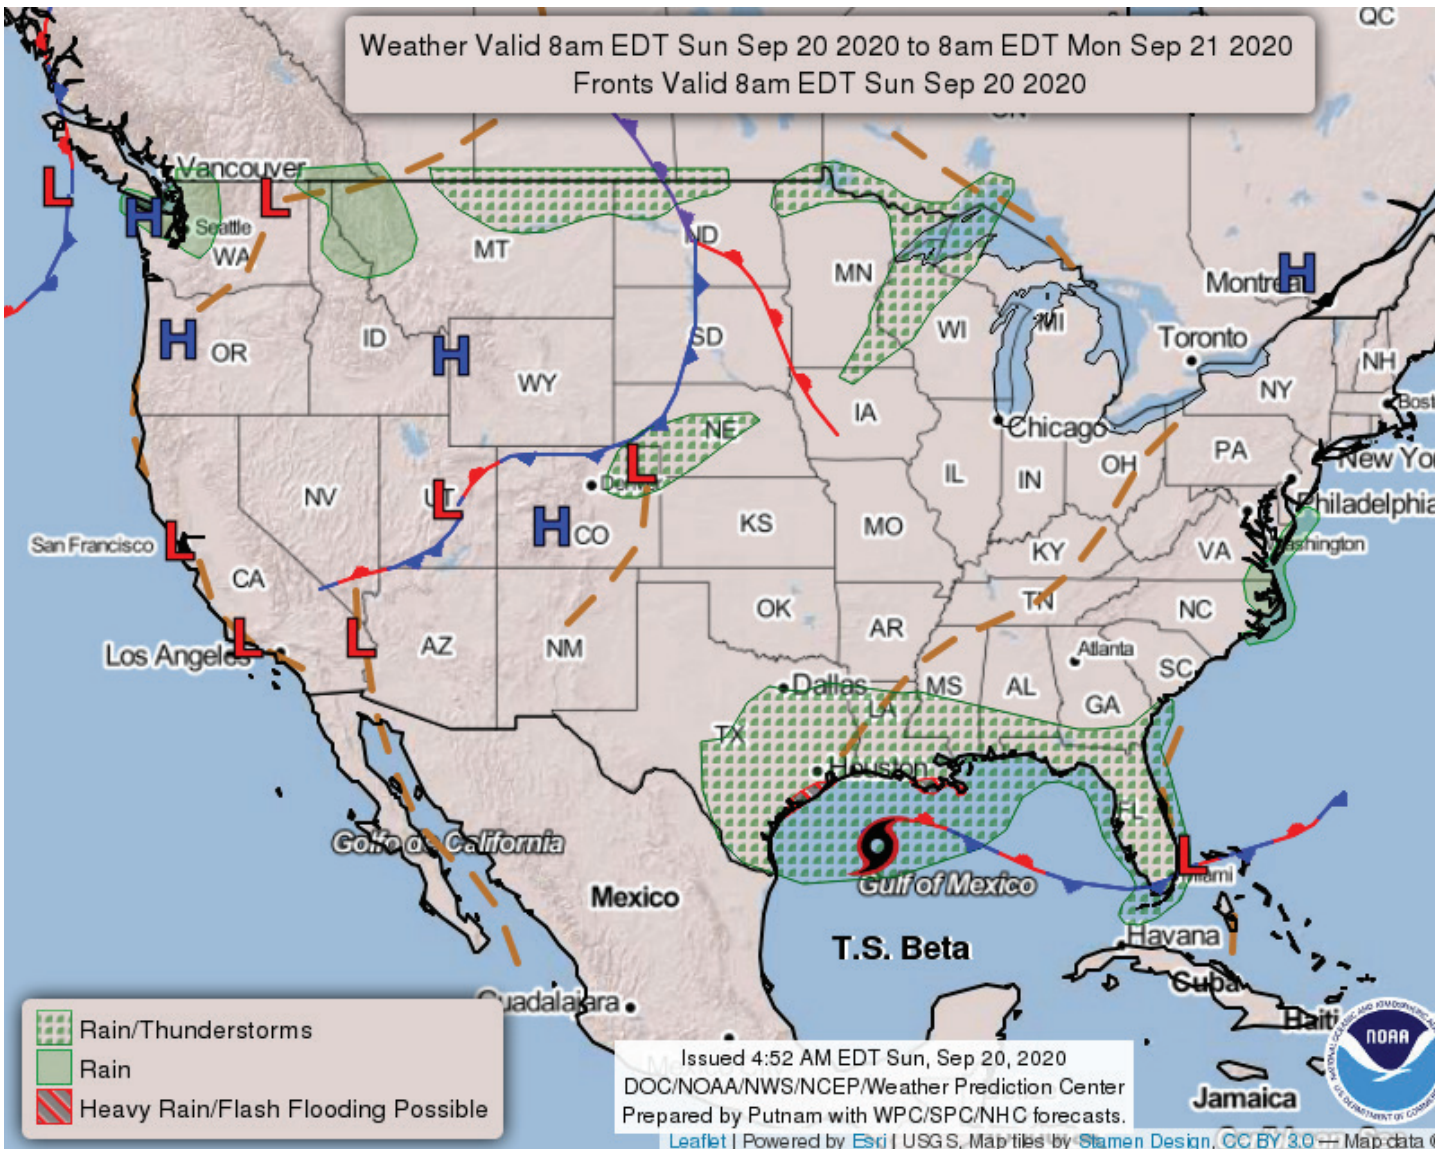 QC
Weather Valid 8am EDT Sun Sep 20 2020 to 8am EDT Mon Sep 21 2020
Fronts Valid 8am EDT Sun Sep 20 2020
Vancouver
L
L
H
Seattle
WA
MT
ND
MN
Montreal
H
H
OR
ID
H
WY
SD
WI
MI
Toronto
NH
NY
Bost
IA
Chicago
NE
PA
New Yo
NV
UT
L
L
Denver
IL
IN
OH
Philadelphia
San Francisco
L
H
CO
KS
MO
KY
VA
Washington
CA
OK
TN
NC
AR
Los Angeles
L
L
AZ
NM
Atlanta
SC
Dallas
MS
AL
GA
LA
TX
Houston
FL
Golfo de California
L
Miami
Gulf of Mexico
Mexico
T.S. Beta
Havana
Cuba
Guadalajara
Haiti
NOAA
Rain/Thunderstorms
Rain
Heavy Rain/Flash Flooding Possible
Mexico City
Issued 4:52 AM EDT Sun, Sep 20, 2020
DOC/NOAA/NWS/NCEP/Weather Prediction Center
Prepared by Putnam with WPC/SPC/NHC forecasts.
Jamaica
Leaflet | Powered by Esri | USGS, Map tiles by Stamen Design, CC BY 3.0 — Map data ©